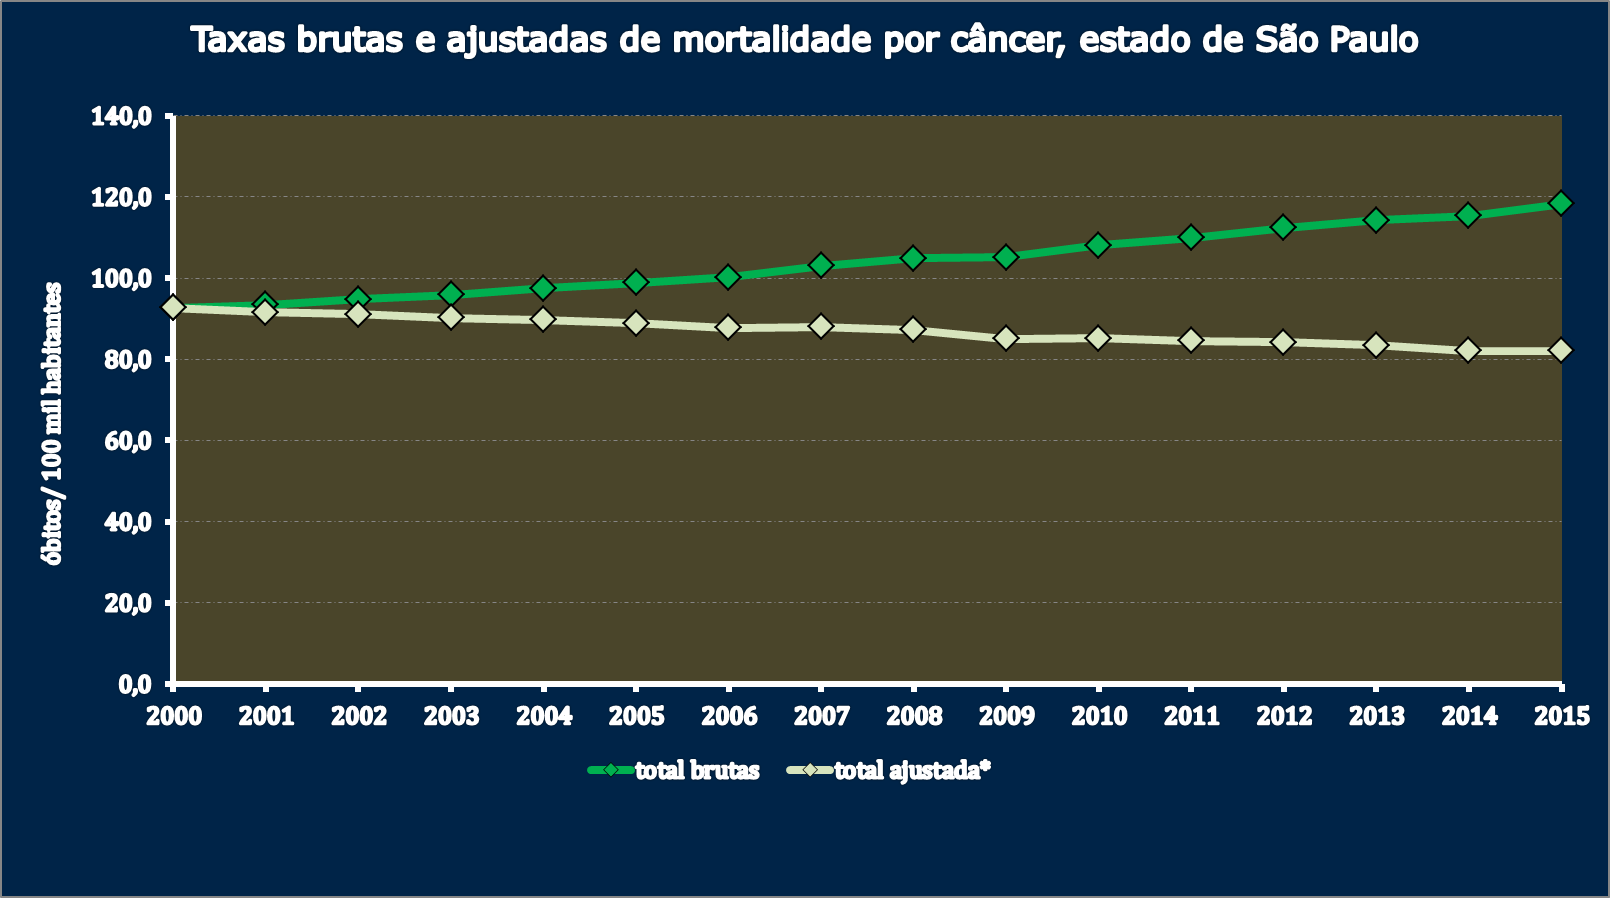 Taxas brutas e ajustadas de mortalidade por câncer, estado de São Paulo
140,0
120,0
100,0
80,0
60,0
40,0
20,0
0,0
óbitos/ 100 mil habitantes
2000 2001 2002 2003 2004 2005 2006 2007 2008 2009 2010 2011 2012 2013 2014 2015
total brutas total ajustada*